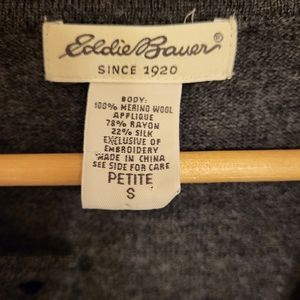 Eddie Bauer®
SINCE 1920
BODY:
100% MERINO WOOL
APPLIQUE
78% RAYON
22% SILK
EXCLUSIVE OF
EMBROIDERY
MADE IN CHINA
SEE SIDE FOR CARE
PETITE
S